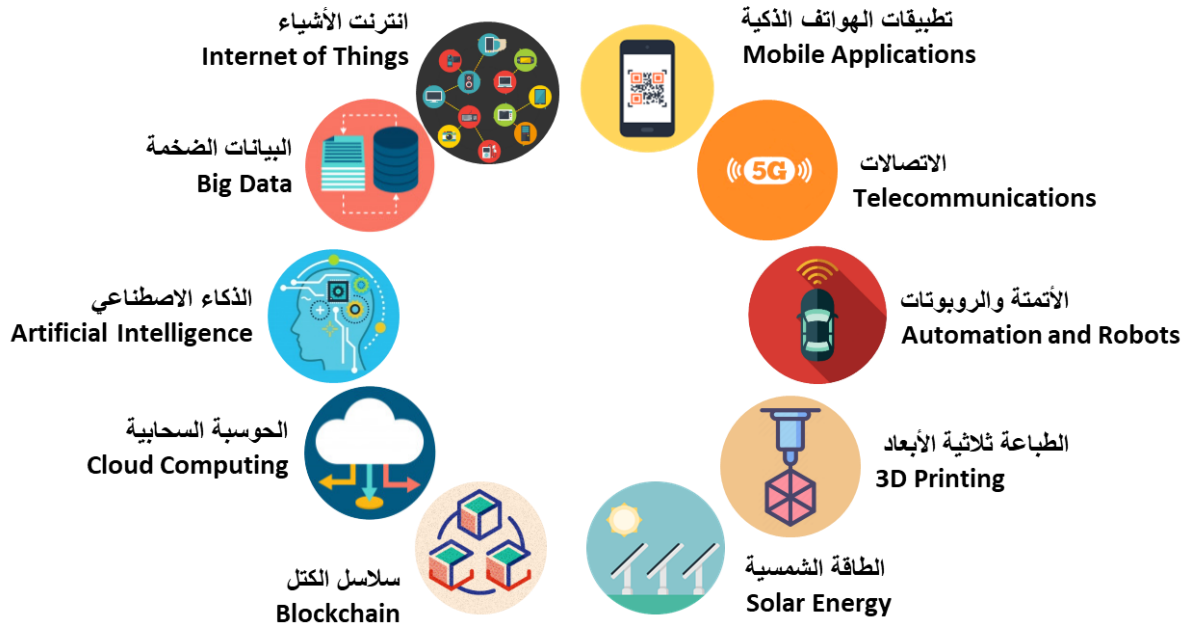 انترنت الأشياء
Internet of Things
تطبيقات الهواتف الذكية
Mobile Applications
البيانات الضخمة
Big Data
5G
الاتصالات
Telecommunications
الذكاء الاصطناعي
Artificial Intelligence
الأتمتة والروبوتات
Automation and Robots
الحوسبة السحابية
Cloud Computing
الطباعة ثلاثية الأبعاد
3D Printing
سلاسل الكتل
Blockchain
الطاقة الشمسية
Solar Energy